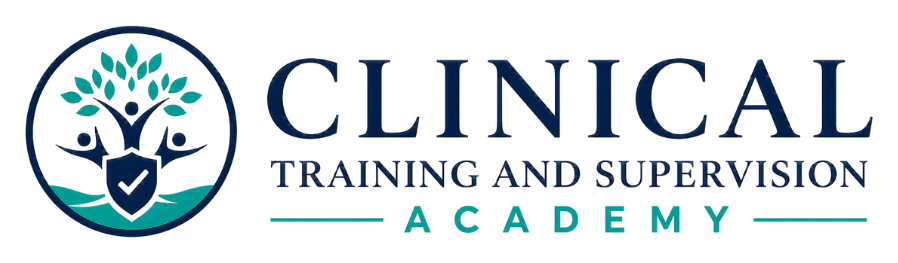 CLINICAL
TRAINING AND SUPERVISION
ACADEMY